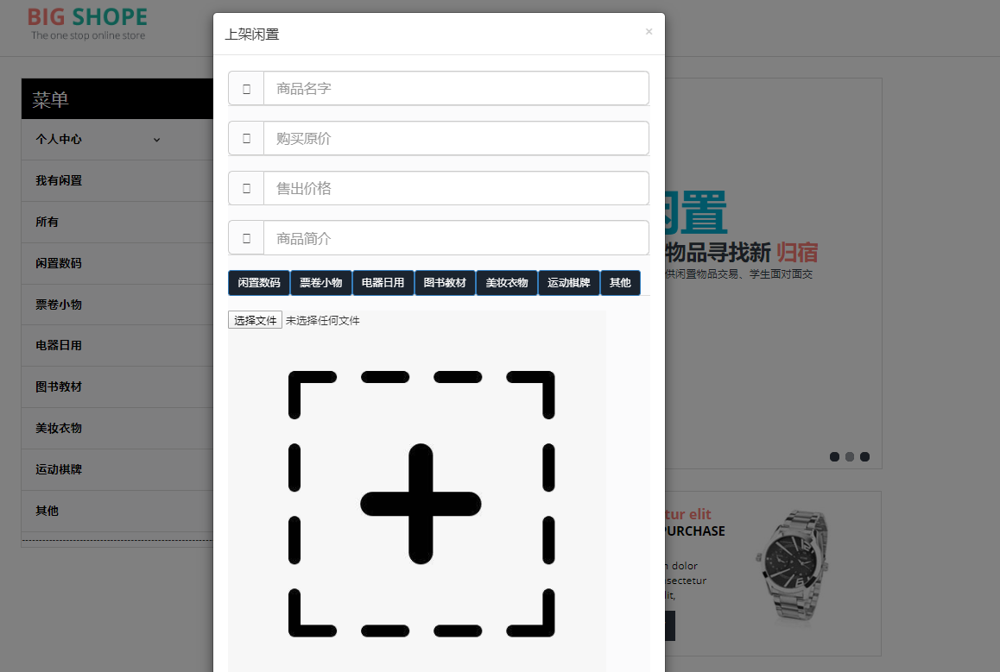 BIG SHOPE
The one stop online store
上架闲置
×
菜单
个人中心
我有闲置
所有
闲置数码
票卷小物
电器日用
图书教材
美妆衣物
运动棋牌
其他
商品名字
购买原价
售出价格
商品简介
闲置数码 票卷小物 电器日用 图书教材 美妆衣物 运动棋牌 其他
选择文件 未选择任何文件
闲置
物品寻找新 归宿
供闲置物品交易、学生面对面交
tur elit
PURCHASE
dolor
nsectetur
lit,